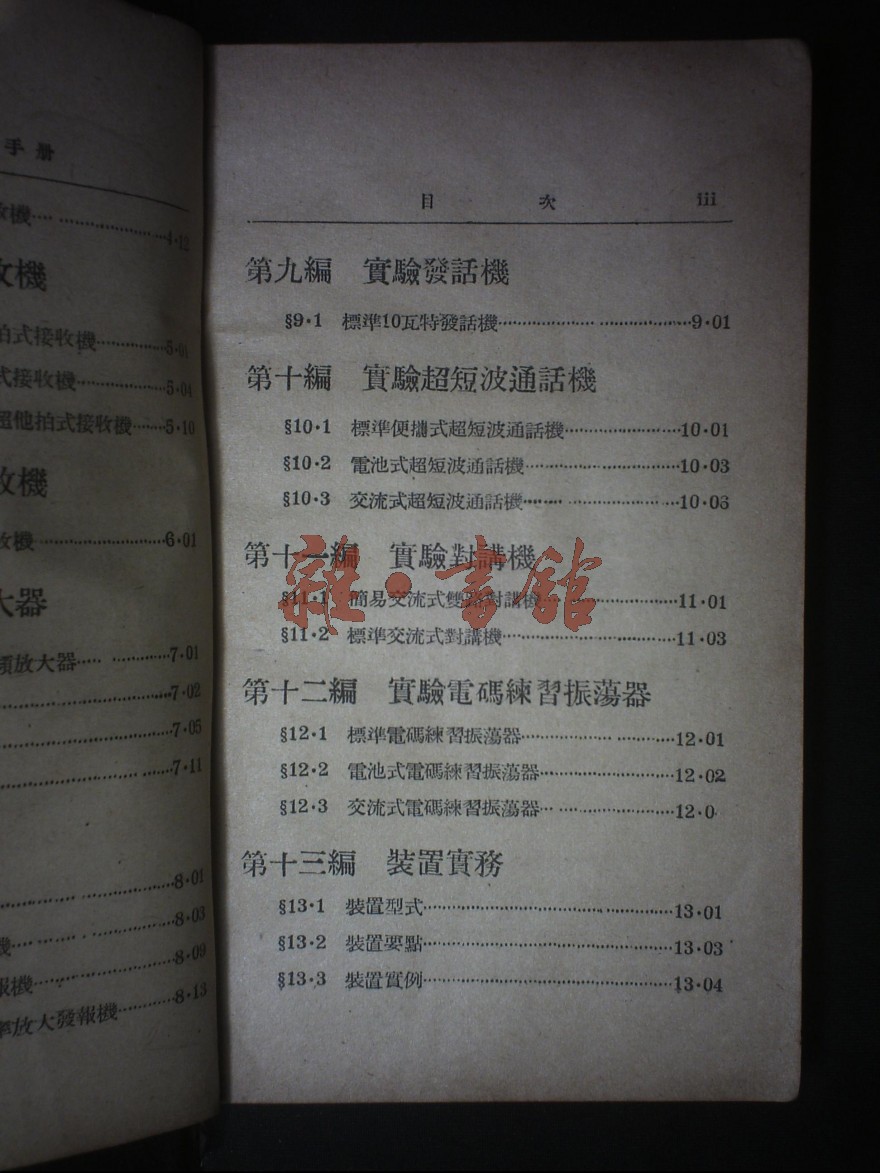 手册
收機 4·12
收機
拍式接收機 5·01
式接收機 5·04
超他拍式接收機 5·10
收機
收機 6·01
大器
頻放大器 7·01
7·02
7·05
7·11
8·01
8·03
機
報機 8·09
率放大發報機 8·13
目 次 iii
第九編 實驗發話機
§9·1 標準10瓦特發話機 9·01
第十編 實驗超短波通話機
§10·1 標準便攜式超短波通話機 10·01
§10·2 電池式超短波通話機 10·03
§10·3 交流式超短波通話機 10·06
第十一編 實驗對講機
§11·1 簡易交流式雙路對講機 11·01
§11·2 標準交流式對講機 11·03
第十二編 實驗電碼練習振蕩器
§12·1 標準電碼練習振蕩器 12·01
§12·2 電池式電碼練習振蕩器 12·02
§12·3 交流式電碼練習振蕩器 12·0
第十三編 裝置實務
§13·1 裝置型式 13·01
§13·2 裝置要點 13·03
§13·3 裝置實例 13·04
雜·書館